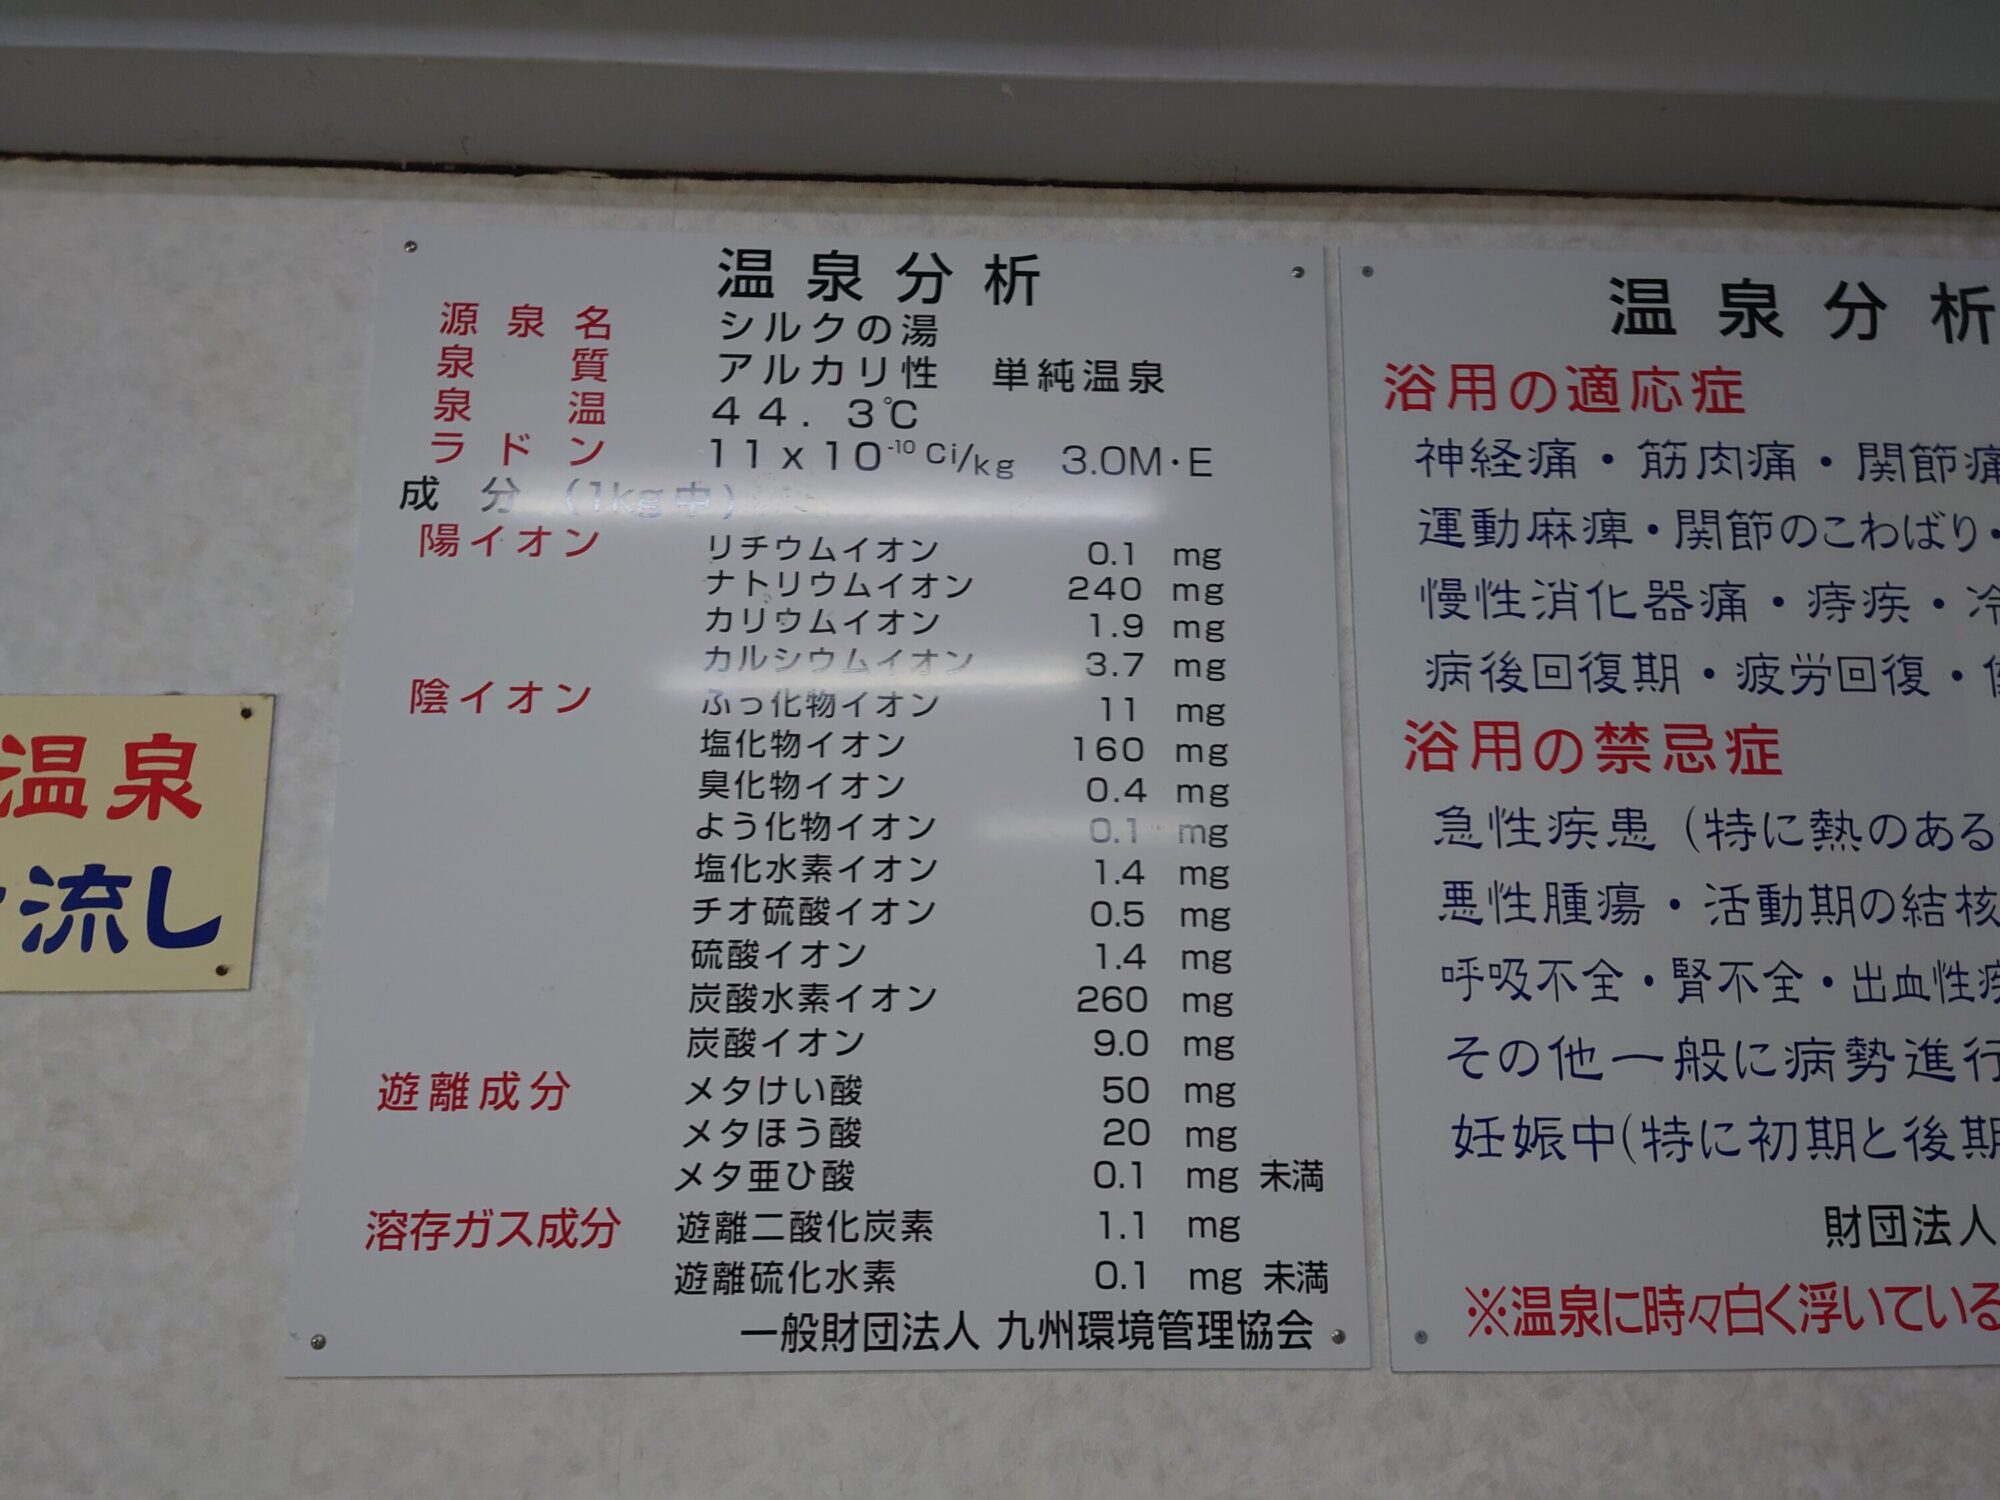 温泉
流し
温泉分析
源泉名 シルクの湯
泉質 アルカリ性 単純温泉
泉温 44.3℃
ラドン 11x10-10 Ci/kg 3.0M・E
成分 (1kg中)
陽イオン リチウムイオン 0.1 mg
ナトリウムイオン 240 mg
カリウムイオン 1.9 mg
カルシウムイオン 3.7 mg
陰イオン ふっ化物イオン 11 mg
塩化物イオン 160 mg
臭化物イオン 0.4 mg
よう化物イオン 0.1 mg
塩化水素イオン 1.4 mg
チオ硫酸イオン 0.5 mg
硫酸イオン 1.4 mg
炭酸水素イオン 260 mg
炭酸イオン 9.0 mg
遊離成分 メタけい酸 50 mg
メタほう酸 20 mg
メタ亜ひ酸 0.1 mg 未満
溶存ガス成分 遊離二酸化炭素 1.1 mg
遊離硫化水素 0.1 mg 未満
一般財団法人 九州環境管理協会
温泉分析
浴用の適応症
神経痛・筋肉痛・関節痛
運動麻痺・関節のこわばり・
慢性消化器痛・痔疾・冷
病後回復期・疲労回復・
浴用の禁忌症
急性疾患(特に熱のある
悪性腫瘍・活動期の結核
呼吸不全・腎不全・出血性疾
その他一般に病勢進行
妊娠中(特に初期と後期
財団法人
※温泉に時々白く浮いている